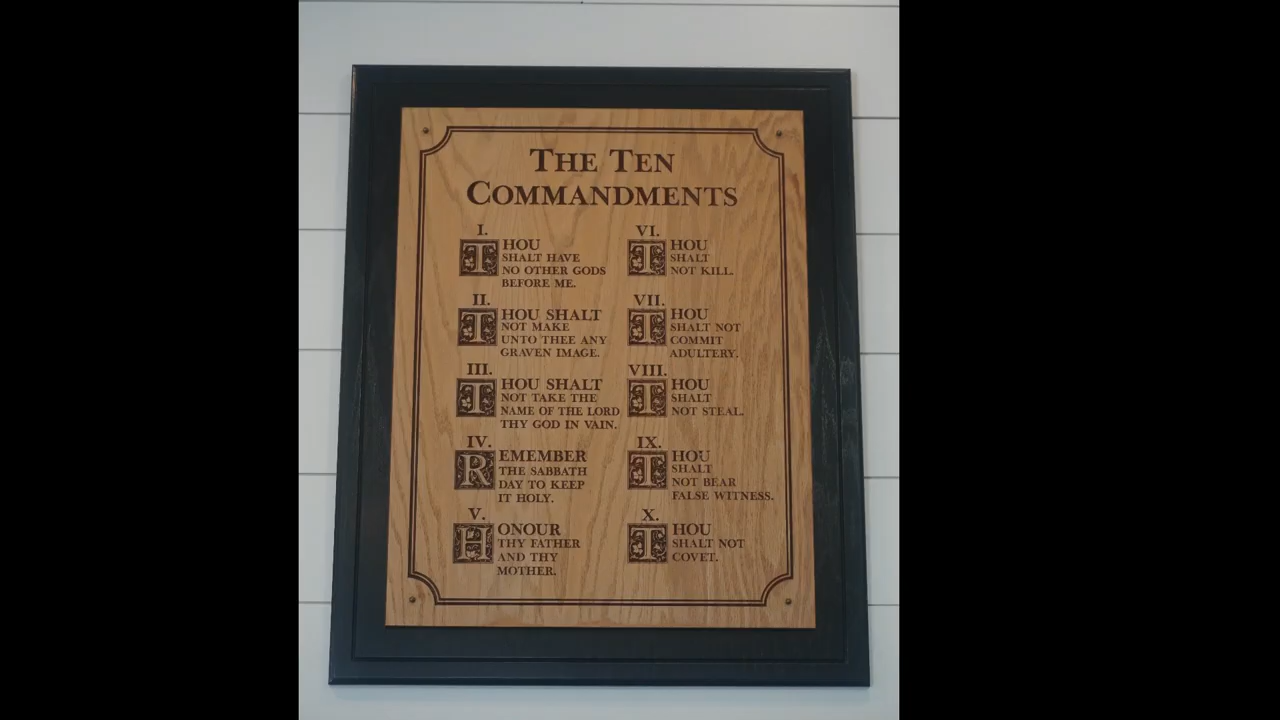 THE TEN
COMMANDMENTS
I.
THOU
SHALT HAVE
NO OTHER GODS
BEFORE ME.
II.
THOU SHALT
NOT MAKE
UNTO THEE ANY
GRAVEN IMAGE.
III.
THOU SHALT
NOT TAKE THE
NAME OF THE LORD
THY GOD IN VAIN.
IV.
REMEMBER
THE SABBATH
DAY TO KEEP
IT HOLY.
V.
HONOUR
THY FATHER
AND THY
MOTHER.
VI.
THOU
SHALT
NOT KILL.
VII.
THOU
SHALT NOT
COMMIT
ADULTERY.
VIII.
THOU
SHALT
NOT STEAL.
IX.
THOU
SHALT
NOT BEAR
FALSE WITNESS.
X.
THOU
SHALT NOT
COVET.